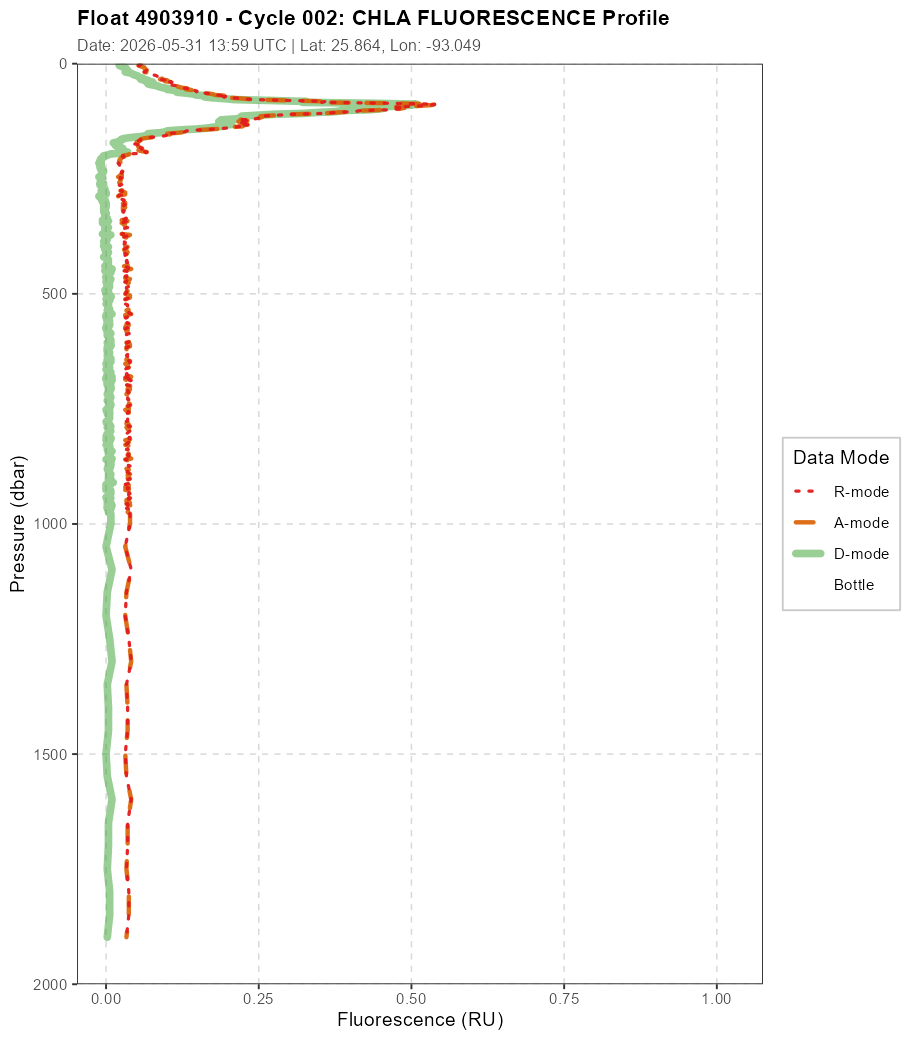 Float 4903910 - Cycle 002: CHLA FLUORESCENCE Profile
Date: 2026-05-31 13:59 UTC | Lat: 25.864, Lon: -93.049
0
500
1000
1500
2000
Pressure (dbar)
0.00 0.25 0.50 0.75 1.00
Fluorescence (RU)
Data Mode
R-mode
A-mode
D-mode
Bottle